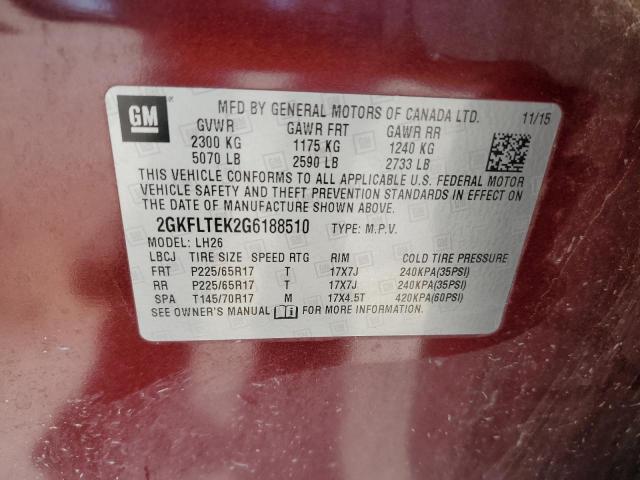 GM
MFD BY GENERAL MOTORS OF CANADA LTD. 11/15
GVWR GAWR FRT GAWR RR
2300 KG 1175 KG 1240 KG
5070 LB 2590 LB 2733 LB
THIS VEHICLE CONFORMS TO ALL APPLICABLE U.S. FEDERAL MOTOR
VEHICLE SAFETY AND THEFT PREVENTION STANDARDS IN EFFECT ON
THE DATE OF MANUFACTURE SHOWN ABOVE.
2GKFLTEK2G6188510 TYPE: M.P.V.
MODEL: LH26
LBCJ TIRE SIZE SPEED RTG RIM COLD TIRE PRESSURE
FRT P225/65R17 T 17X7J 240KPA(35PSI)
RR P225/65R17 T 17X7J 240KPA(35PSI)
SPA T145/70R17 M 17X4.5T 420KPA(60PSI)
SEE OWNER'S MANUAL FOR MORE INFORMATION.